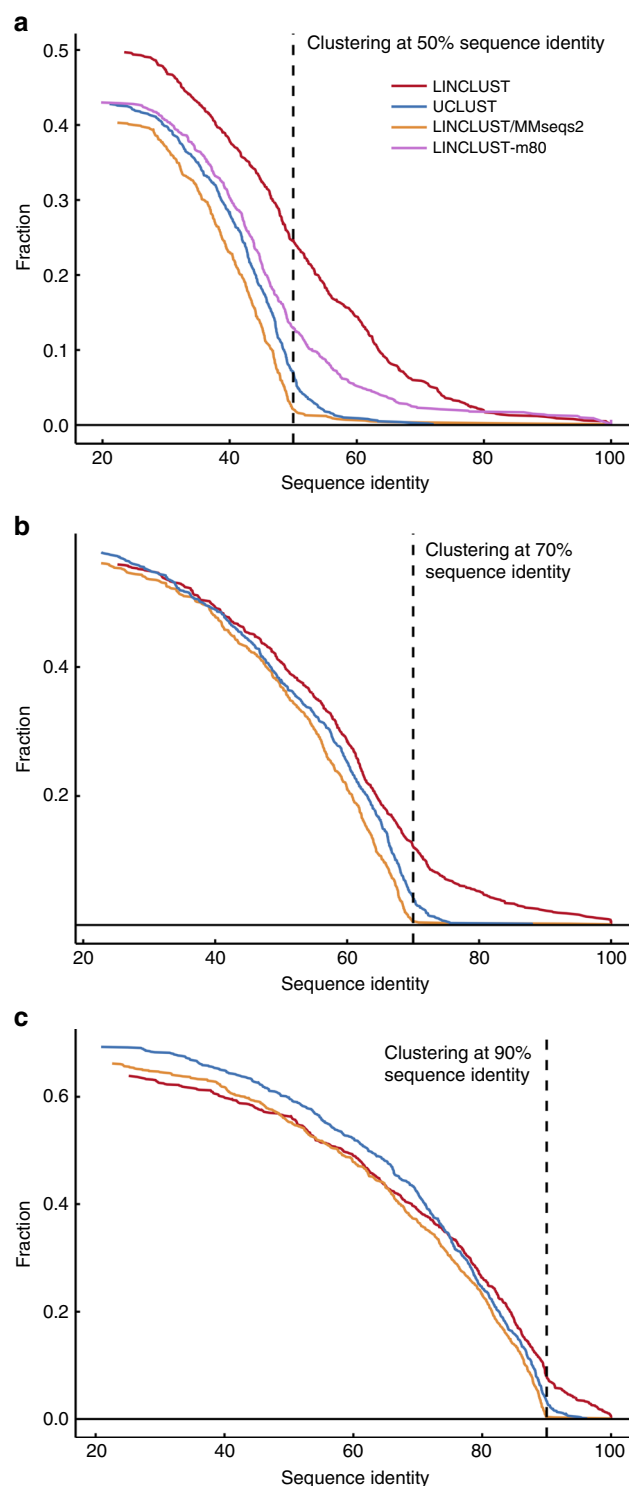 a
Clustering at 50% sequence identity
LINCLUST
UCLUST
LINCLUST/MMseqs2
LINCLUST-m80
0.5
0.4
0.3
0.2
0.1
0.0
Fraction
20 40 60 80 100
Sequence identity
b
Clustering at 70%
sequence identity
0.4
0.2
Fraction
20 40 60 80 100
Sequence identity
c
Clustering at 90%
sequence identity
0.6
0.4
0.2
0.0
Fraction
20 40 60 80 100
Sequence identity